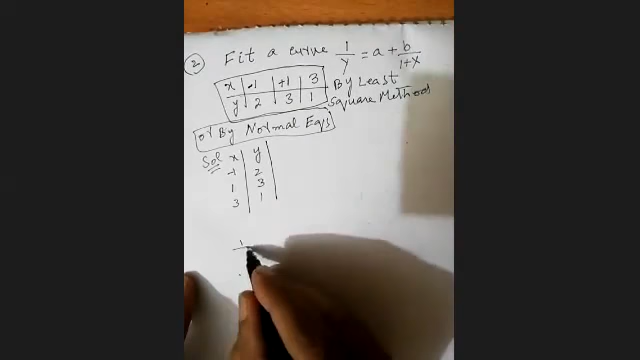 ② Fit a curve 1/y = a + b/1+x
x | -1 | +1 | 3 By Least
y | 2 | 3 | 1 Square Method
or By Normal Eqs
Sol x | y
-1 | 2
1 | 3
3 | 1
1